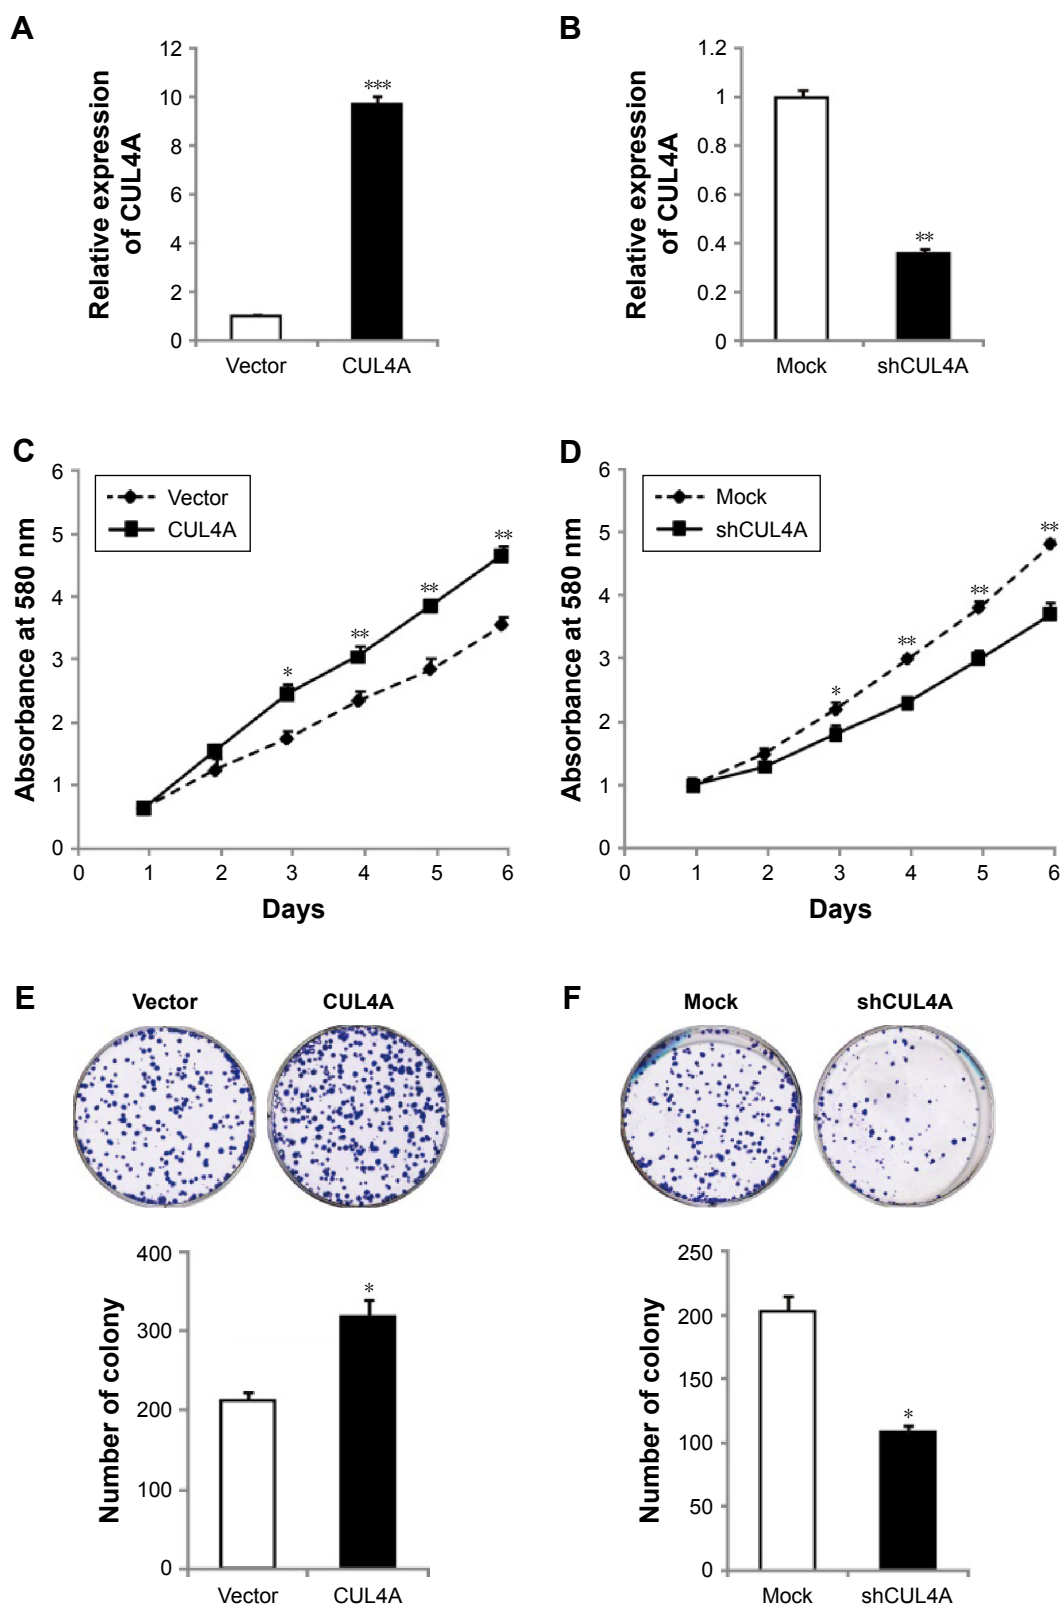 A
Relative expression
of CUL4A
12
10
8
6
4
2
0
***
Vector CUL4A
B
Relative expression
of CUL4A
1.2
1
0.8
0.6
0.4
0.2
0
**
Mock shCUL4A
C
Absorbance at 580 nm
6
5
4
3
2
1
0
Vector
CUL4A
*
**
**
**
0 1 2 3 4 5 6
Days
D
Absorbance at 580 nm
6
5
4
3
2
1
0
Mock
shCUL4A
*
**
**
**
0 1 2 3 4 5 6
Days
E
Vector CUL4A
Number of colony
400
300
200
100
0
*
Vector CUL4A
F
Mock shCUL4A
Number of colony
250
200
150
100
50
0
*
Mock shCUL4A